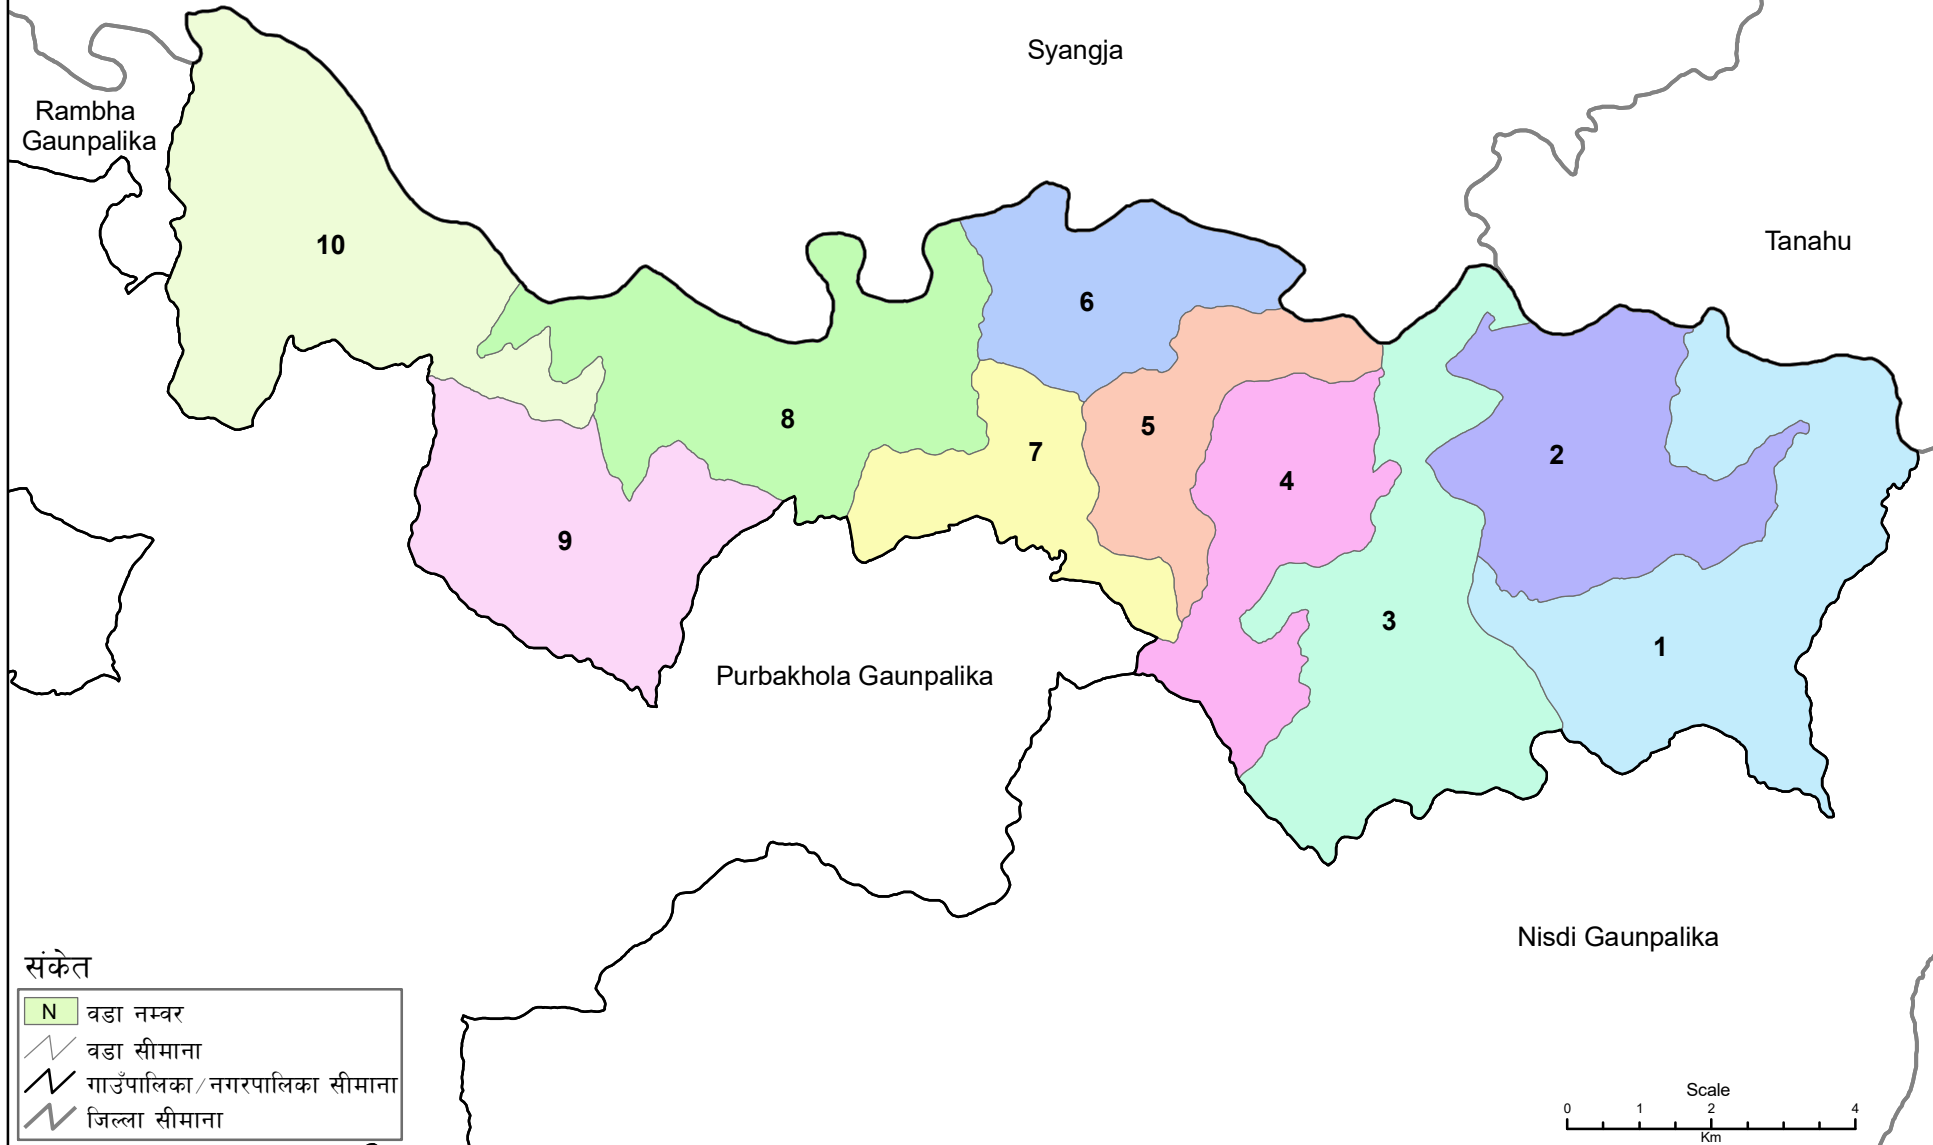 Syangja
Rambha
Gaunpalika
Tanahu
10
6
8
5
7
4
2
9
3
1
Purbakhola Gaunpalika
Nisdi Gaunpalika
संकेत
N वडा नम्वर
वडा सीमाना
गाउँपालिका/नगरपालिका सीमाना
जिल्ला सीमाना
Scale
0 1 2 4
Km